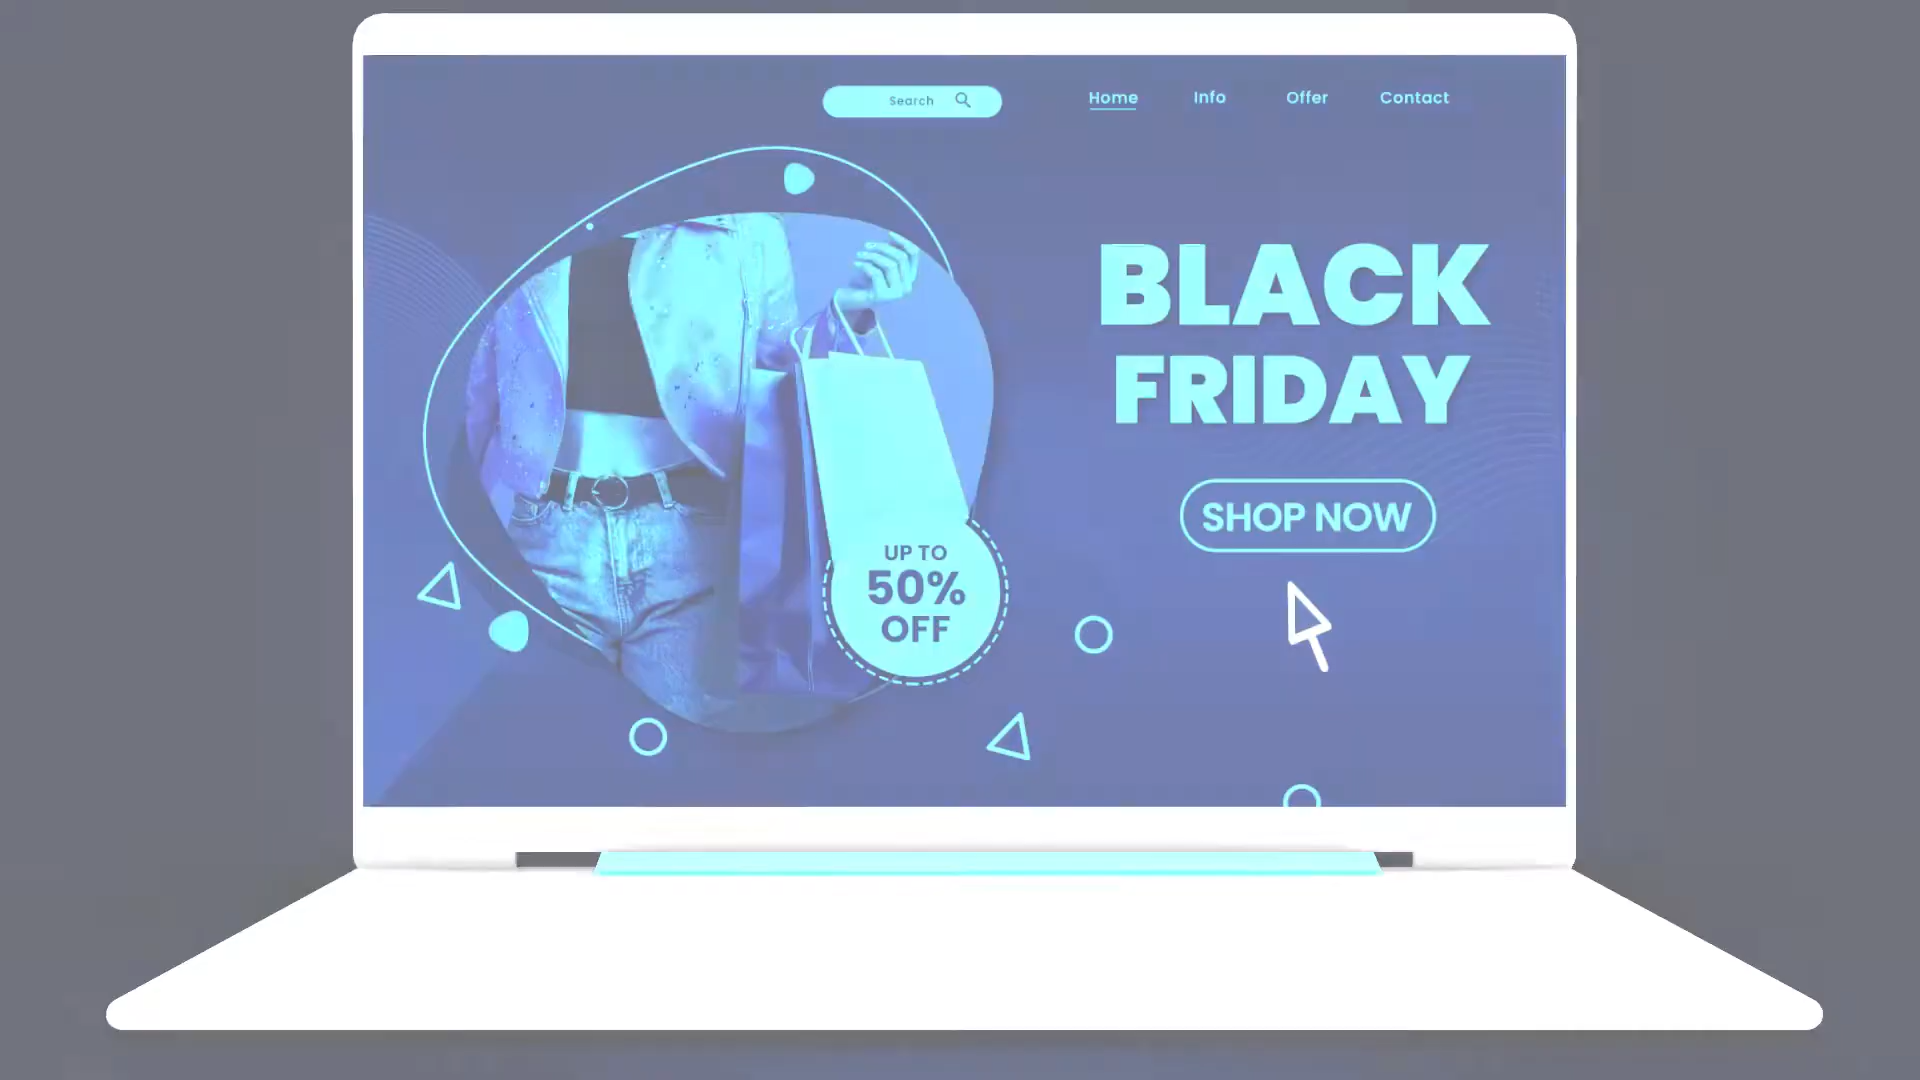 Search
Home
Info
Offer
Contact
BLACK
FRIDAY
SHOP NOW
UP TO
50%
OFF